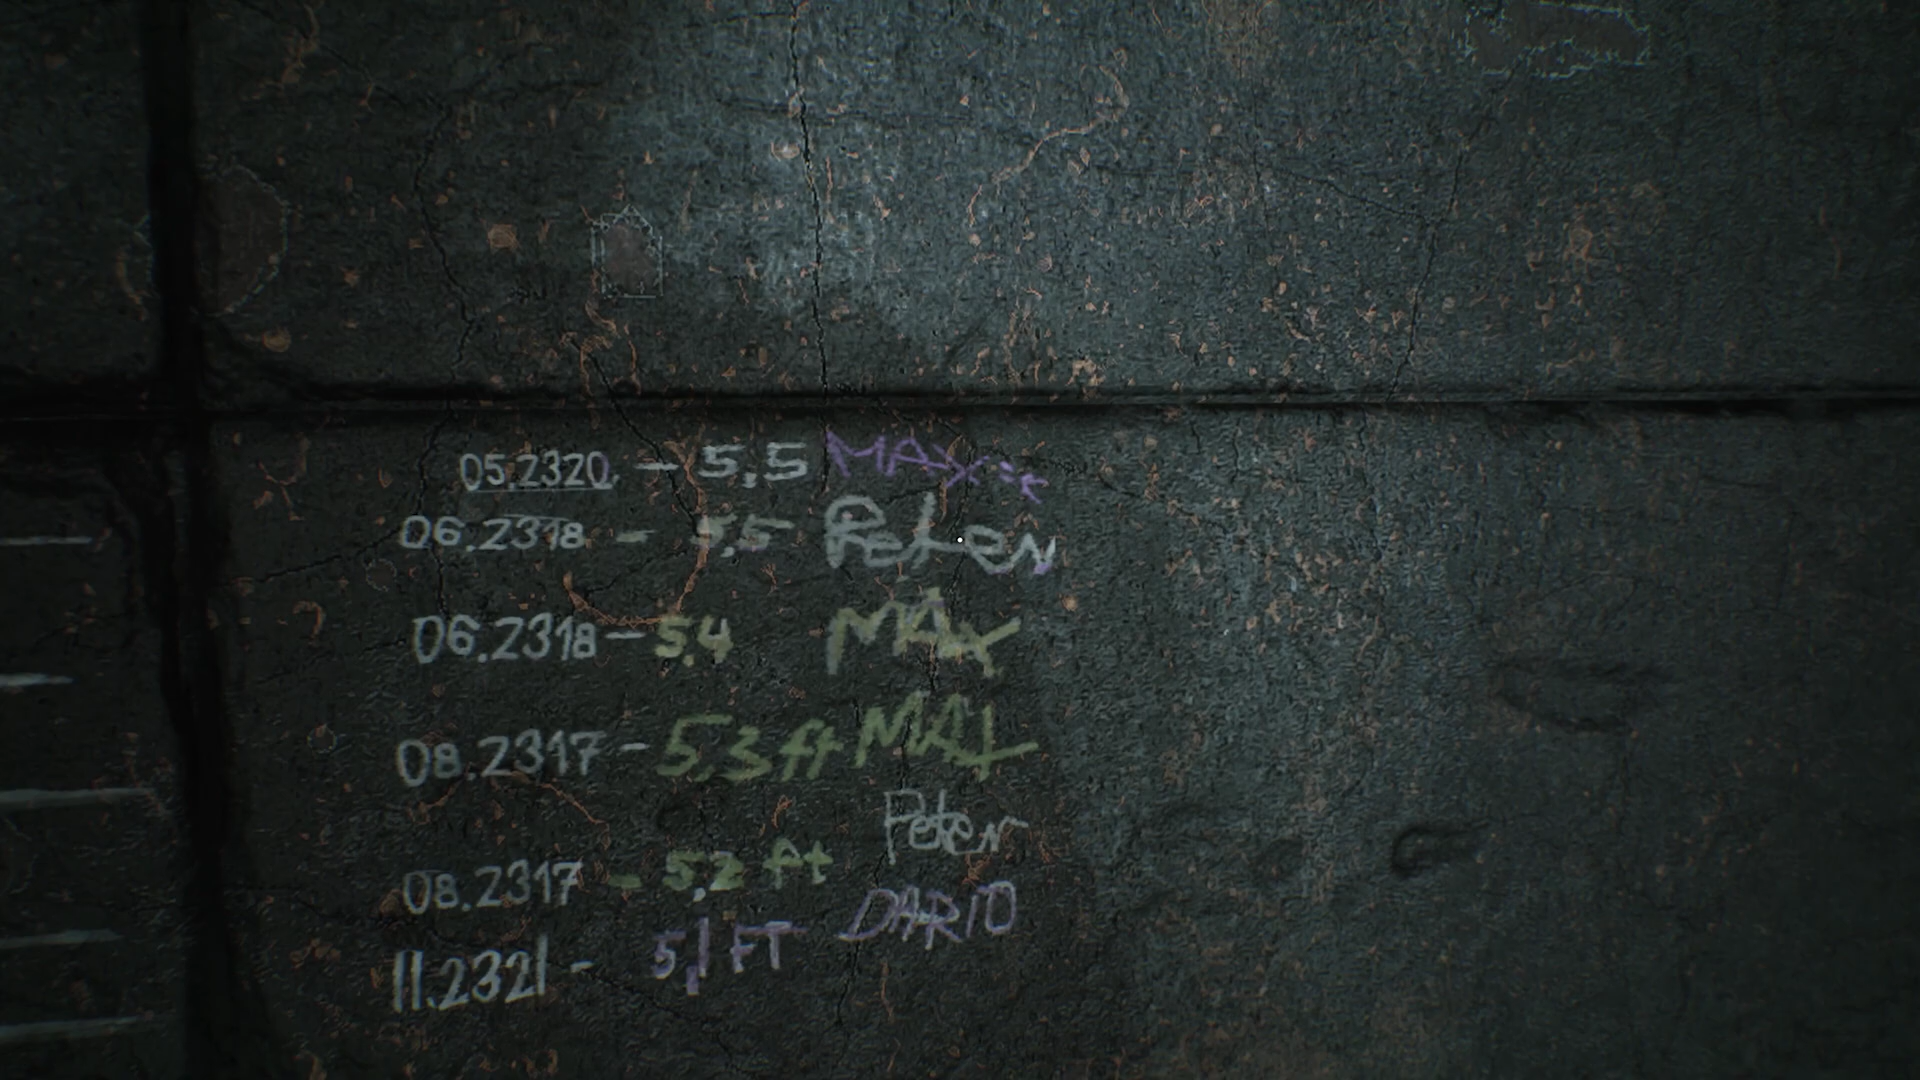 05.2320. - 5,5 MAX
06.2318 - 5,5 Peter
06.2318 - 5.4 MAX
08.2317 - 5.3 ft MAX
Peter
08.2317 - 5,2 ft
11.2321 - 5,1 FT DARIO